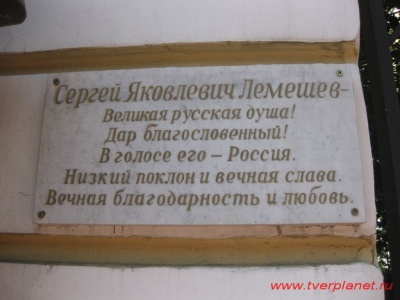 Сергей Яковлевич Лемешев-
Великая русская душа!
Дар благословенный!
В голосе его – Россия.
Низкий поклон и вечная слава.
Вечная благодарность и любовь.
www.tverplanet.ru